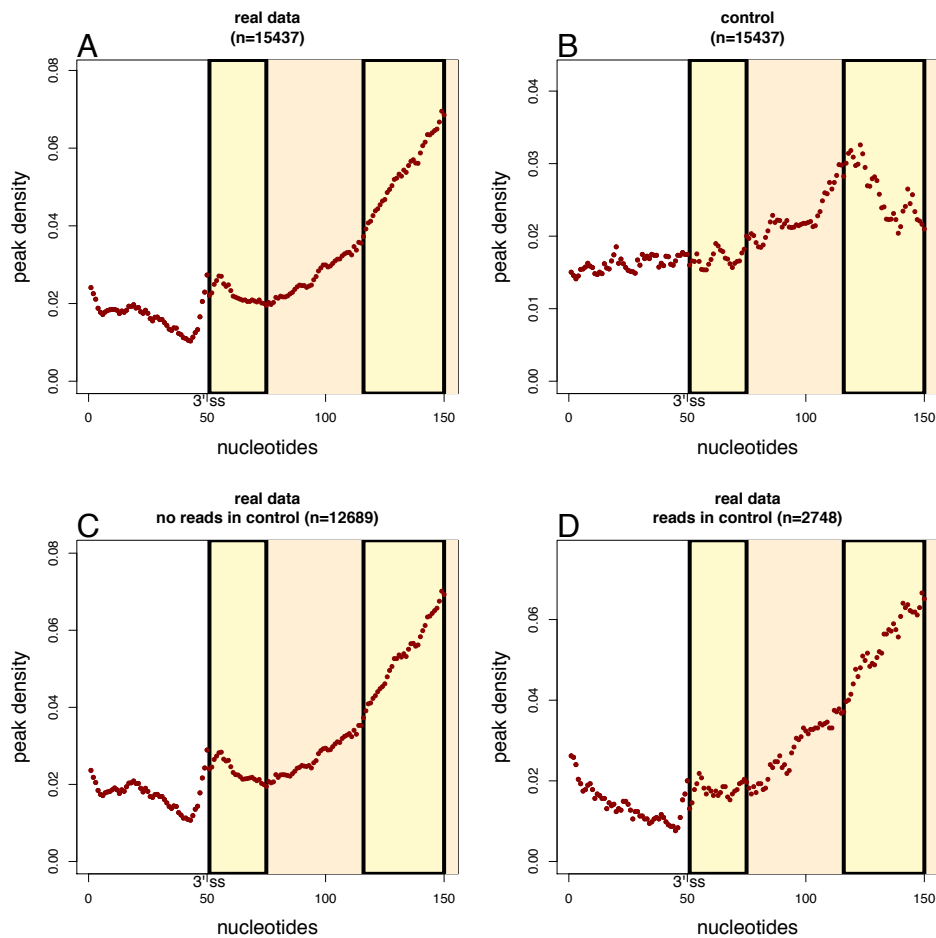 A
real data
(n=15437)
peak density
0.00
0.02
0.04
0.06
0.08
0
50
100
150
3'ss
nucleotides
B
control
(n=15437)
peak density
0.00
0.01
0.02
0.03
0.04
0
50
100
150
3'ss
nucleotides
C
real data
no reads in control (n=12689)
peak density
0.00
0.02
0.04
0.06
0.08
0
50
100
150
3'ss
nucleotides
D
real data
reads in control (n=2748)
peak density
0.00
0.02
0.04
0.06
0
50
100
150
3'ss
nucleotides